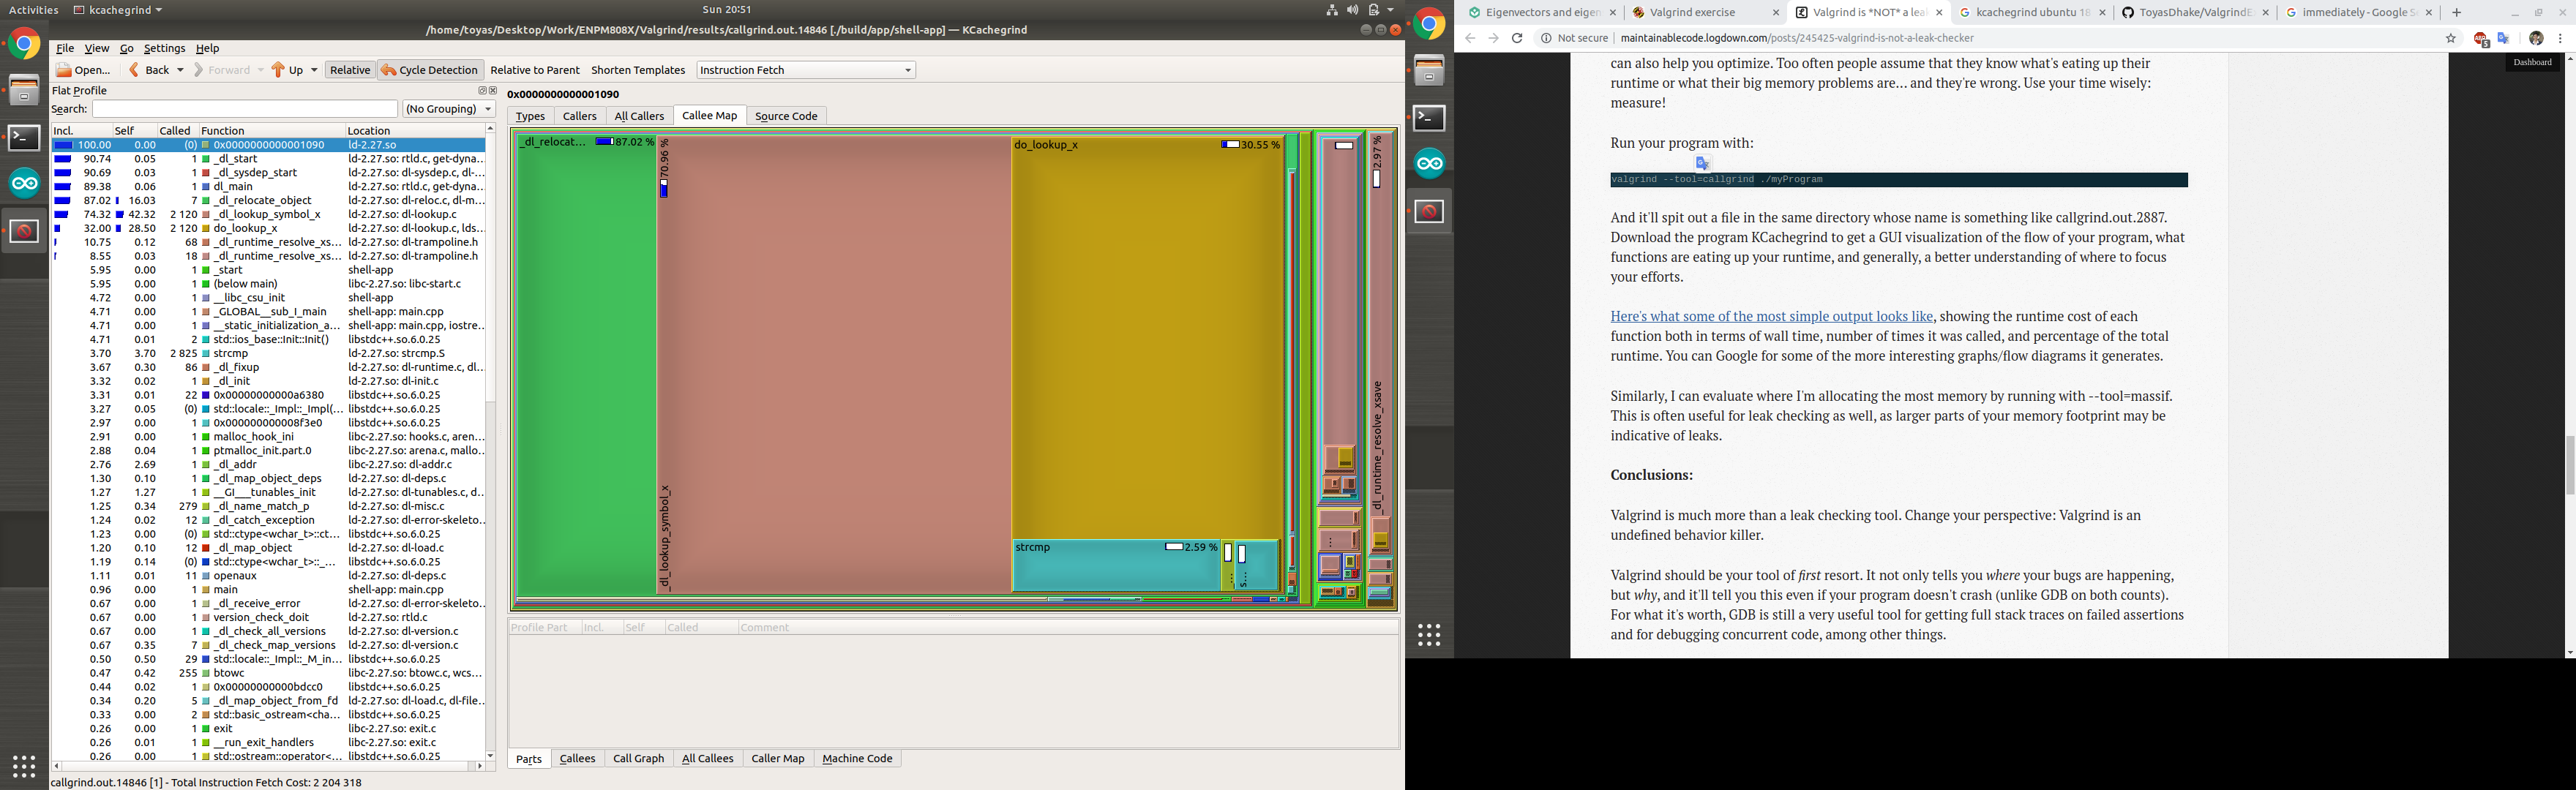 Activities kcachegrind
Sun 20:51
/home/toyas/Desktop/Work/ENPM808X/Valgrind/results/callgrind.out.14846 [./build/app/shell-app] — KCachegrind
File View Go Settings Help
Open... Back Forward Up Relative Cycle Detection Relative to Parent Shorten Templates Instruction Fetch
Flat Profile
Search: (No Grouping)
Incl. Self Called Function Location
100.00 0.00 (0) 0x0000000000001090 ld-2.27.so
90.74 0.05 1 _dl_start ld-2.27.so: rtld.c, get-dyna...
90.69 0.03 1 _dl_sysdep_start ld-2.27.so: dl-sysdep.c, dl-...
89.38 0.06 1 dl_main ld-2.27.so: rtld.c, get-dyna...
87.02 16.03 7 _dl_relocate_object ld-2.27.so: dl-reloc.c, dl-m...
74.32 42.32 2 120 _dl_lookup_symbol_x ld-2.27.so: dl-lookup.c
32.00 28.50 2 120 do_lookup_x ld-2.27.so: dl-lookup.c, lds...
10.75 0.12 68 _dl_runtime_resolve_xs... ld-2.27.so: dl-trampoline.h
8.55 0.03 18 _dl_runtime_resolve_xs... ld-2.27.so: dl-trampoline.h
5.95 0.00 1 _start shell-app
5.95 0.00 1 (below main) libc-2.27.so: libc-start.c
4.72 0.00 1 __libc_csu_init shell-app
4.71 0.00 1 _GLOBAL__sub_I_main shell-app: main.cpp
4.71 0.00 1 __static_initialization_a... shell-app: main.cpp, iostre...
4.71 0.01 2 std::ios_base::Init::Init() libstdc++.so.6.0.25
3.70 3.70 2 825 strcmp ld-2.27.so: strcmp.S
3.67 0.30 86 _dl_fixup ld-2.27.so: dl-runtime.c, dl...
3.32 0.02 1 _dl_init ld-2.27.so: dl-init.c
3.31 0.01 22 0x00000000000a6380 libstdc++.so.6.0.25
3.27 0.05 (0) std::locale::_Impl::_Impl(... libstdc++.so.6.0.25
2.97 0.00 1 0x000000000008f3e0 libstdc++.so.6.0.25
2.91 0.00 1 malloc_hook_ini libc-2.27.so: hooks.c, aren...
2.88 0.04 1 ptmalloc_init.part.0 libc-2.27.so: arena.c, mallo...
2.76 2.69 1 _dl_addr libc-2.27.so: dl-addr.c
1.30 0.10 1 _dl_map_object_deps ld-2.27.so: dl-deps.c
1.27 1.27 1 __GI___tunables_init ld-2.27.so: dl-tunables.c, d...
1.25 0.34 279 _dl_name_match_p ld-2.27.so: dl-misc.c
1.24 0.02 12 _dl_catch_exception ld-2.27.so: dl-error-skeleto...
1.23 0.00 (0) std::ctype<wchar_t>::ct... libstdc++.so.6.0.25
1.20 0.10 12 _dl_map_object ld-2.27.so: dl-load.c
1.19 0.14 (0) std::ctype<wchar_t>::_... libstdc++.so.6.0.25
1.11 0.01 11 openaux ld-2.27.so: dl-deps.c
0.96 0.00 1 main shell-app: main.cpp
0.67 0.00 1 _dl_receive_error ld-2.27.so: dl-error-skeleto...
0.67 0.00 1 version_check_doit ld-2.27.so: rtld.c
0.67 0.00 1 _dl_check_all_versions ld-2.27.so: dl-version.c
0.67 0.35 7 _dl_check_map_versions ld-2.27.so: dl-version.c
0.50 0.50 29 std::locale::_Impl::_M_in... libstdc++.so.6.0.25
0.47 0.42 255 btowc libc-2.27.so: btowc.c, wcs...
0.44 0.02 1 0x00000000000bdcc0 libstdc++.so.6.0.25
0.34 0.20 5 _dl_map_object_from_fd ld-2.27.so: dl-load.c, dl-file...
0.33 0.00 2 std::basic_ostream<cha... libstdc++.so.6.0.25
0.26 0.00 1 exit libc-2.27.so: exit.c
0.26 0.01 1 __run_exit_handlers libc-2.27.so: exit.c
0.26 0.00 1 std::ostream::operator<... libstdc++.so.6.0.25
callgrind.out.14846 [1] - Total Instruction Fetch Cost: 2 204 318
0x0000000000001090
Types Callers All Callers Callee Map Source Code
_dl_relocat... 87.02 %
_dl_lookup_symbol_x 70.96 %
do_lookup_x 30.55 %
strcmp 2.59 %
s...
_dl_runtime_resolve_xsave 2.97 %
Profile Part Incl. Self Called Comment
Parts Callees Call Graph All Callees Caller Map Machine Code
Eigenvectors and eigen Valgrind exercise Valgrind is *NOT* a lea kcachegrind ubuntu 18 ToyasDhake/ValgrindE immediately - Google S
Not secure maintainablecode.logdown.com/posts/245425-valgrind-is-not-a-leak-checker
Dashboard
can also help you optimize. Too often people assume that they know what's eating up their
runtime or what their big memory problems are... and they're wrong. Use your time wisely:
measure!
Run your program with:
valgrind --tool=callgrind ./myProgram
And it'll spit out a file in the same directory whose name is something like callgrind.out.2887.
Download the program KCachegrind to get a GUI visualization of the flow of your program, what
functions are eating up your runtime, and generally, a better understanding of where to focus
your efforts.
Here's what some of the most simple output looks like, showing the runtime cost of each
function both in terms of wall time, number of times it was called, and percentage of the total
runtime. You can Google for some of the more interesting graphs/flow diagrams it generates.
Similarly, I can evaluate where I'm allocating the most memory by running with --tool=massif.
This is often useful for leak checking as well, as larger parts of your memory footprint may be
indicative of leaks.
Conclusions:
Valgrind is much more than a leak checking tool. Change your perspective: Valgrind is an
undefined behavior killer.
Valgrind should be your tool of first resort. It not only tells you where your bugs are happening,
but why, and it'll tell you this even if your program doesn't crash (unlike GDB on both counts).
For what it's worth, GDB is still a very useful tool for getting full stack traces on failed assertions
and for debugging concurrent code, among other things.